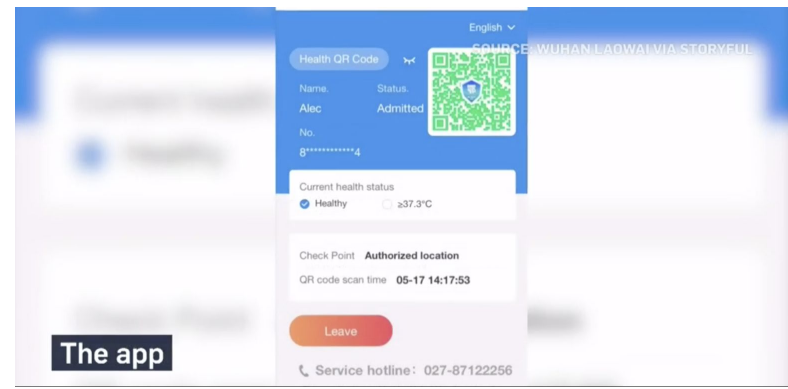 English
SOURCE: WUHAN LAOWAI VIA STORYFUL
Health QR Code
Name. Status.
Alec Admitted
No.
8************4
Current health status
Healthy ≥37.3°C
Check Point Authorized location
QR code scan time 05-17 14:17:53
Leave
The app
Service hotline: 027-87122256